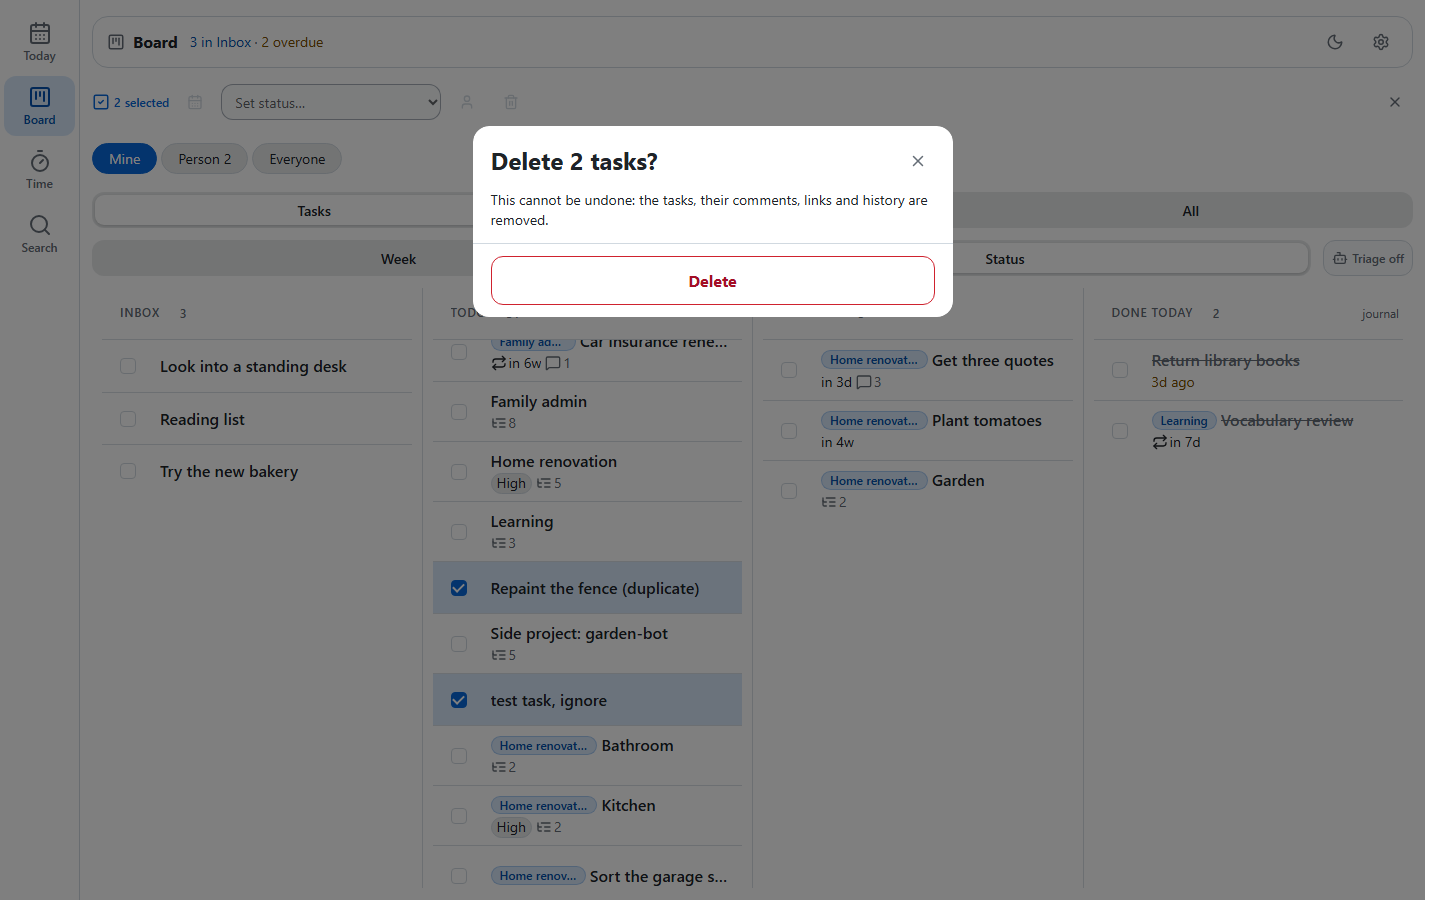 Today
Board
Time
Search
Board 3 in Inbox · 2 overdue
2 selected Set status...
Mine Person 2 Everyone
Tasks All
Week Status Triage off
Delete 2 tasks?
This cannot be undone: the tasks, their comments, links and history are
removed.
Delete
INBOX 3
Look into a standing desk
Reading list
Try the new bakery
Family ad... Car insurance rene...
in 6w 1
Family admin
8
Home renovation
High 5
Learning
3
Repaint the fence (duplicate)
Side project: garden-bot
5
test task, ignore
Home renovat... Bathroom
2
Home renovat... Kitchen
High 2
Home renov... Sort the garage s...
Home renovat... Get three quotes
in 3d 3
Home renovat... Plant tomatoes
in 4w
Home renovat... Garden
2
DONE TODAY 2 journal
Return library books
3d ago
Learning Vocabulary review
in 7d